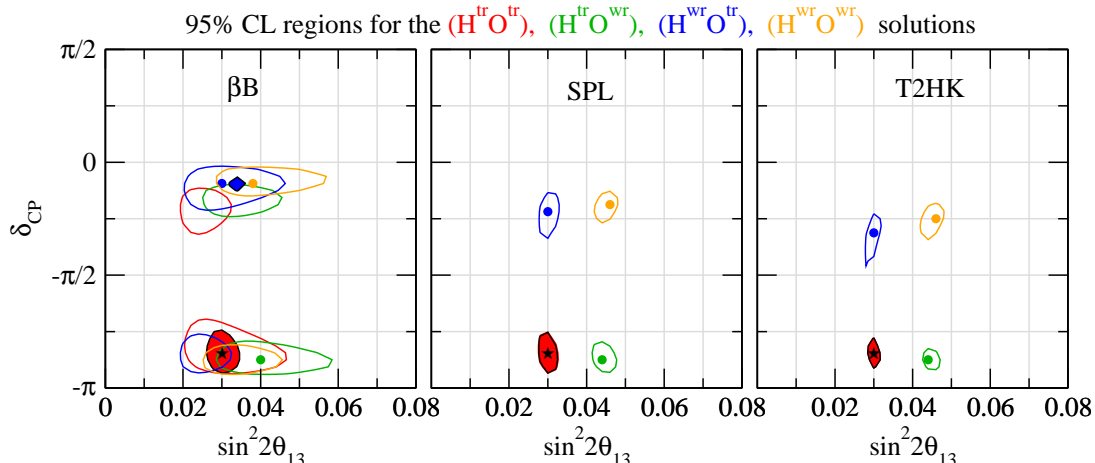 95% CL regions for the (H^tr O^tr), (H^tr O^wr), (H^wr O^tr), (H^wr O^wr) solutions
π/2
βB
SPL
T2HK
0
δ_CP
-π/2
-π
0 0.02 0.04 0.06 0.08 0.02 0.04 0.06 0.08 0.02 0.04 0.06 0.08
sin²2θ₁₃ sin²2θ₁₃ sin²2θ₁₃